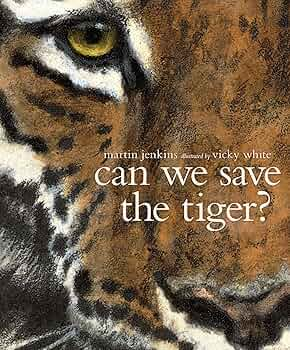 martin jenkins illustrated by vicky white
can we save
the tiger?